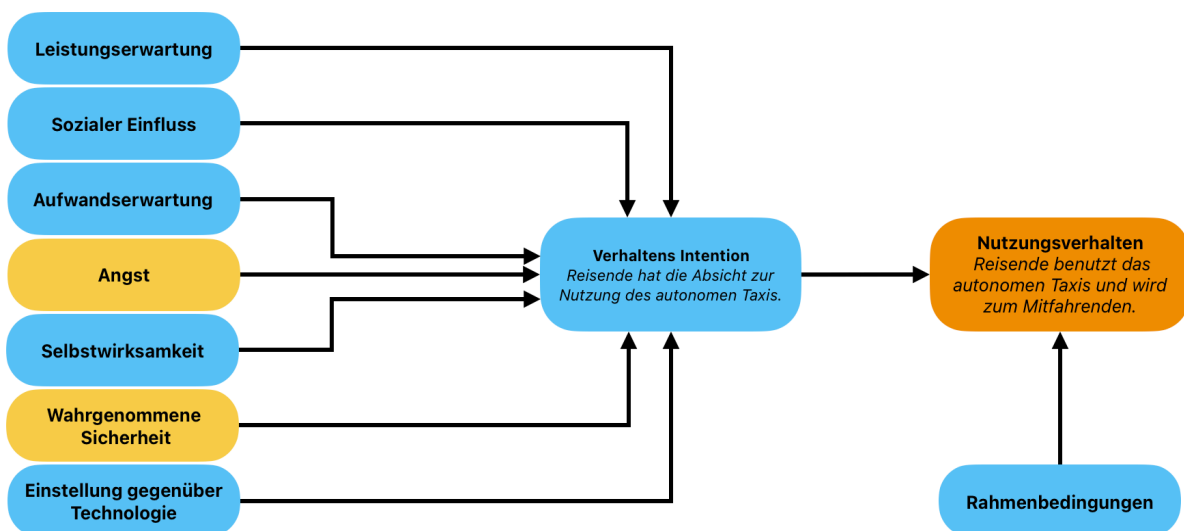 Leistungserwartung
Sozialer Einfluss
Aufwandserwartung
Angst
Selbstwirksamkeit
Wahrgenommene
Sicherheit
Einstellung gegenüber
Technologie
Verhaltens Intention
Reisende hat die Absicht zur
Nutzung des autonomen Taxis.
Nutzungsverhalten
Reisende benutzt das
autonomen Taxis und wird
zum Mitfahrenden.
Rahmenbedingungen